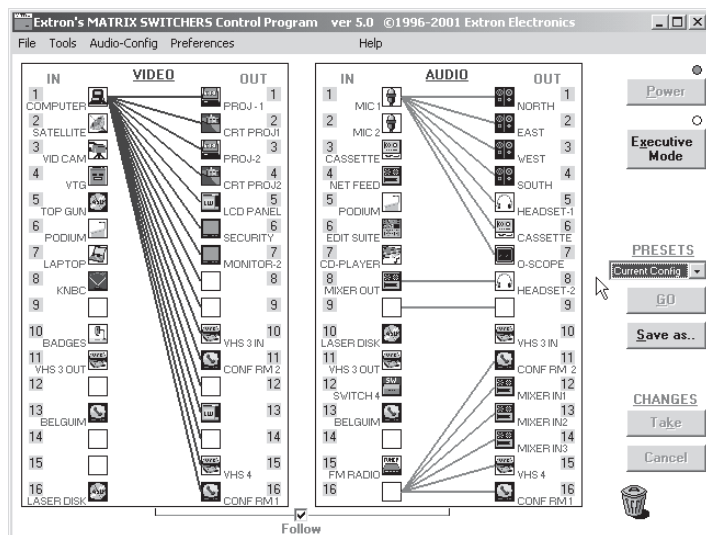 Extron's MATRIX SWITCHERS Control Program ver 5.0 ©1996-2001 Extron Electronics
File Tools Audio-Config Preferences Help
VIDEO
IN OUT
1 COMPUTER
2 SATELLITE
3 VID CAM
4 VTG
5 TOP GUN
6 PODIUM
7 LAPTOP
8 KNBC
9
10 BADGES
11 VHS 3 OUT
12
13 BELGUIM
14
15
16 LASER DISK
1 PROJ - 1
2 CRT PROJ1
3 PROJ-2
4 CRT PROJ2
5 LCD PANEL
6 SECURITY
7 MONITOR-2
8
9
10 VHS 3 IN
11 CONF RM 2
12
13
14
15 VHS 4
16 CONF RM1
AUDIO
IN OUT
1 MIC 1
2 MIC 2
3 CASSETTE
4 NET FEED
5 PODIUM
6 EDIT SUITE
7 CD-PLAYER
8 MIXER OUT
9
10 LASER DISK
11 VHS 3 OUT
12 SWITCH 4
13 BELGUIM
14
15 FM RADIO
16
1 NORTH
2 EAST
3 WEST
4 SOUTH
5 HEADSET-1
6 CASSETTE
7 O-SCOPE
8 HEADSET-2
9
10 VHS 3 IN
11 CONF RM 2
12 MIXER IN1
13 MIXER IN2
14 MIXER IN3
15 VHS 4
16 CONF RM1
Follow
Power
Executive
Mode
PRESETS
Current Config
GO
Save as..
CHANGES
Take
Cancel